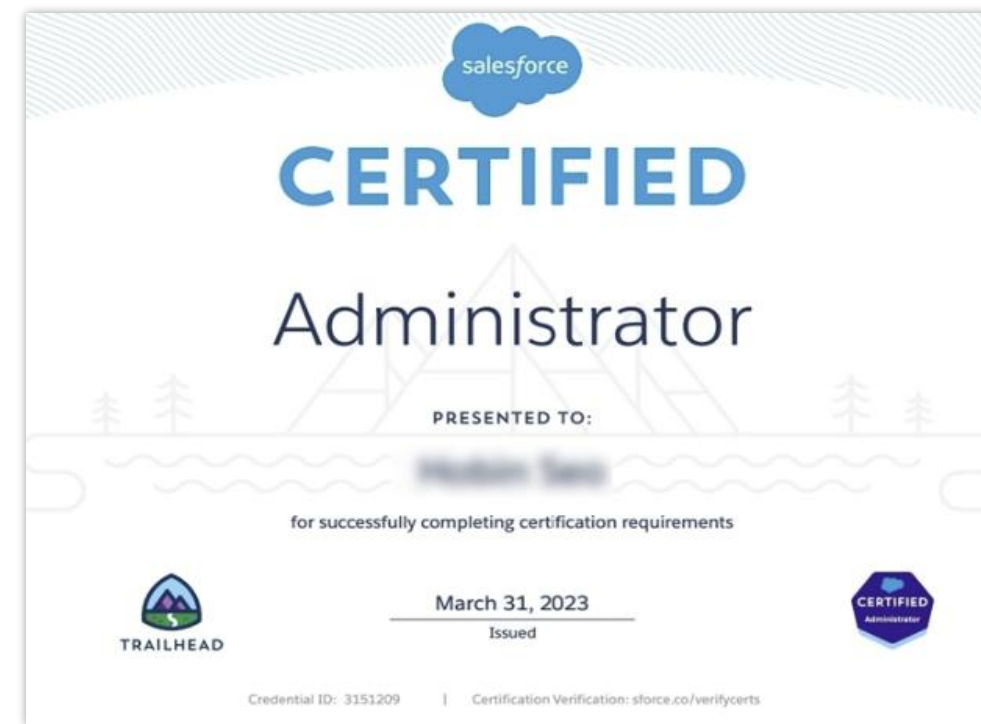 salesforce
CERTIFIED
Administrator
PRESENTED TO:
for successfully completing certification requirements
TRAILHEAD
March 31, 2023
Issued
CERTIFIED
Administrator
Credential ID: 3151209 | Certification Verification: sforce.co/verifycerts